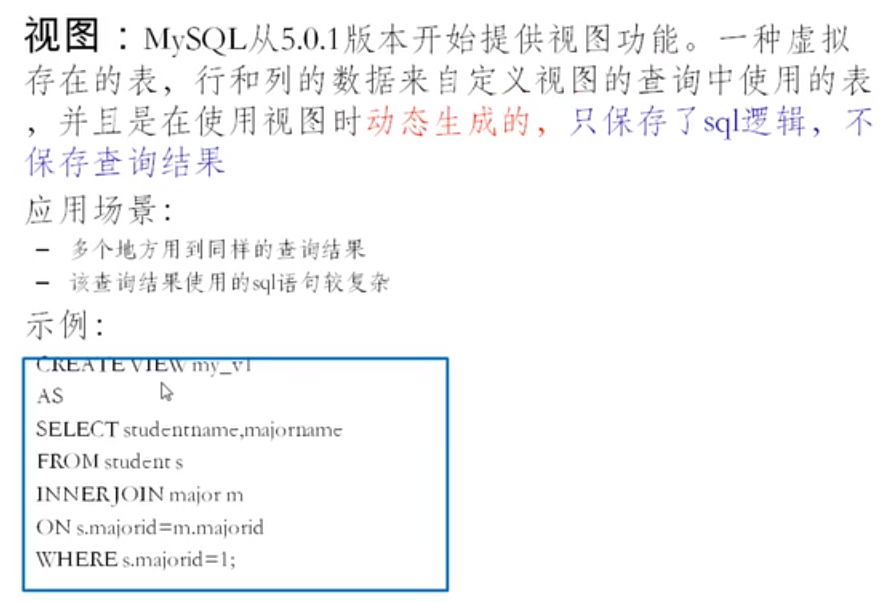 视图：MySQL从5.0.1版本开始提供视图功能。一种虚拟
存在的表，行和列的数据来自定义视图的查询中使用的表
，并且是在使用视图时动态生成的，只保存了sql逻辑，不
保存查询结果
应用场景：
– 多个地方用到同样的查询结果
– 该查询结果使用的sql语句较复杂
示例：
CREATE VIEW my_v1
AS
SELECT studentname,majorname
FROM student s
INNER JOIN major m
ON s.majorid=m.majorid
WHERE s.majorid=1;